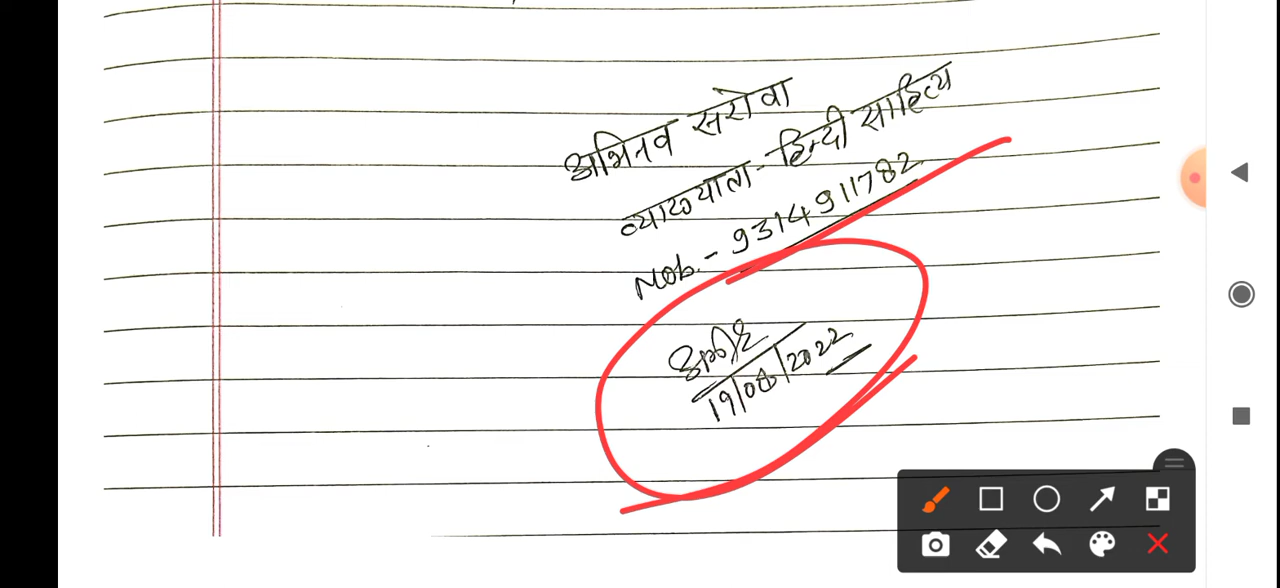 अभिनव सरोवा
व्याख्याता - हिन्दी साहित्य
Mob. - 9314911782
19/08/2022